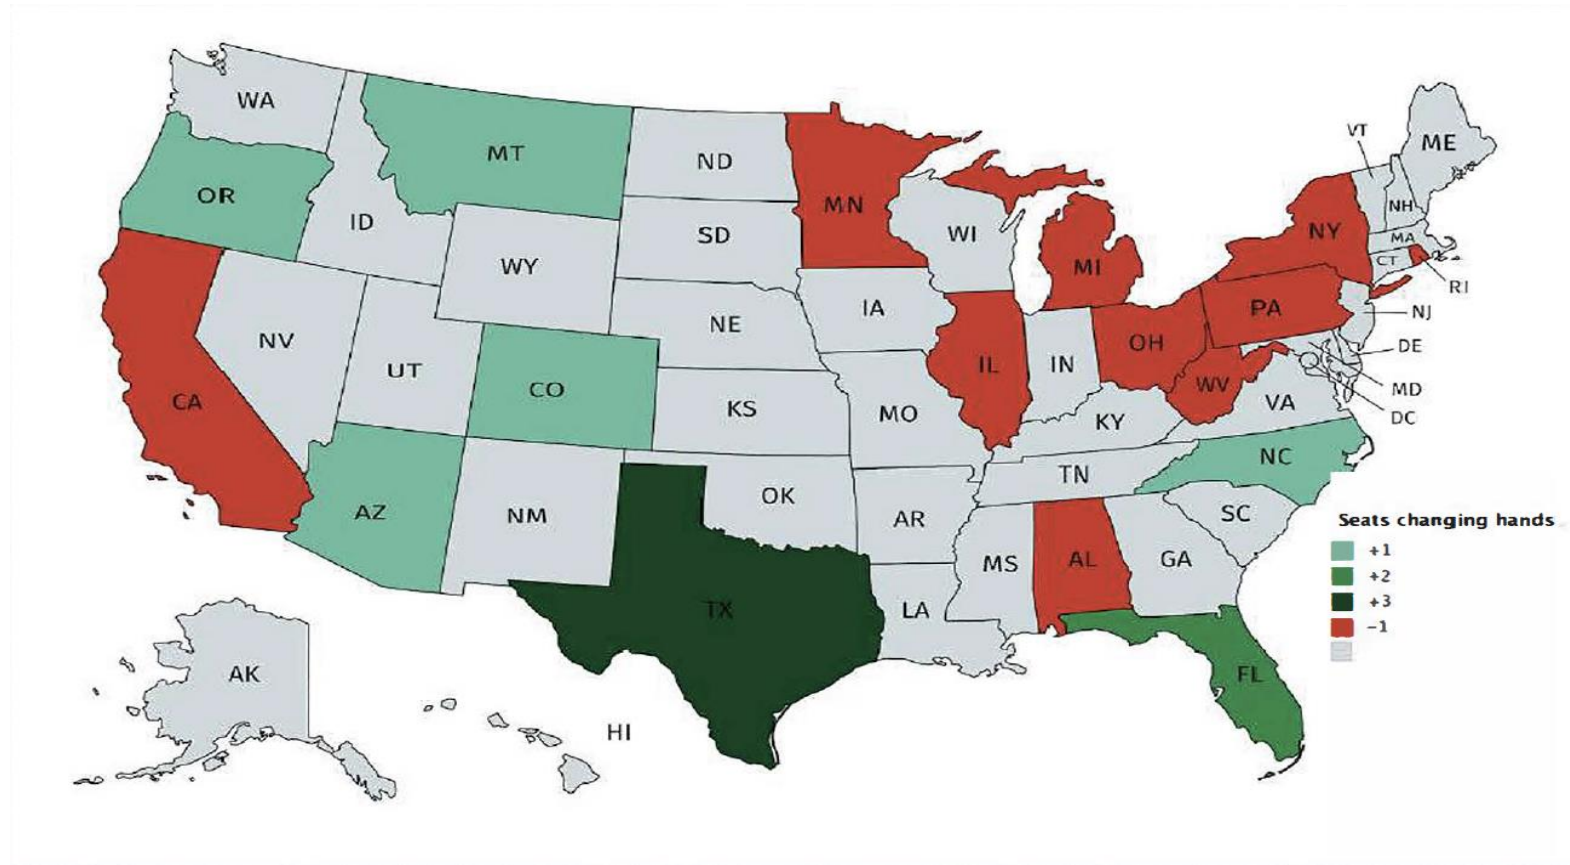 WA
MT
ND
MN
VT
ME
OR
ID
SD
WI
NH
NY
MA
WY
MI
CT
RI
NE
IA
PA
NJ
NV
UT
CO
IL
IN
OH
DE
WV
MD
CA
KS
MO
KY
VA
DC
NC
TN
AZ
NM
OK
AR
SC
Seats changing hands
+1
MS
AL
GA
+2
TX
LA
+3
-1
AK
FL
HI